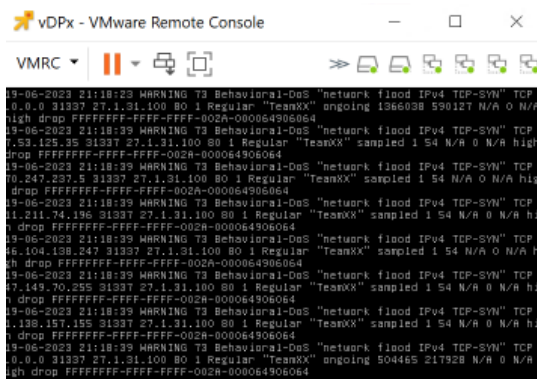 vDPx - VMware Remote Console
VMRC
19-06-2023 21:18:23 WARNING 73 Behavioral-DoS "network flood IPv4 TCP-SYN" TCP
0.0.0.0 31337 27.1.31.100 80 1 Regular "TeamXX" ongoing 1366038 590127 N/A 0 N/A
high drop FFFFFFFF-FFFF-FFFF-002A-000064906064
19-06-2023 21:18:39 WARNING 73 Behavioral-DoS "network flood IPv4 TCP-SYN" TCP
7.53.125.35 31337 27.1.31.100 80 1 Regular "TeamXX" sampled 1 54 N/A 0 N/A high
drop FFFFFFFF-FFFF-FFFF-002A-000064906064
19-06-2023 21:18:39 WARNING 73 Behavioral-DoS "network flood IPv4 TCP-SYN" TCP
70.247.237.5 31337 27.1.31.100 80 1 Regular "TeamXX" sampled 1 54 N/A 0 N/A hig
drop FFFFFFFF-FFFF-FFFF-002A-000064906064
19-06-2023 21:18:39 WARNING 73 Behavioral-DoS "network flood IPv4 TCP-SYN" TCP
11.211.74.196 31337 27.1.31.100 80 1 Regular "TeamXX" sampled 1 54 N/A 0 N/A hi
h drop FFFFFFFF-FFFF-FFFF-002A-000064906064
19-06-2023 21:18:39 WARNING 73 Behavioral-DoS "network flood IPv4 TCP-SYN" TCP
46.104.138.247 31337 27.1.31.100 80 1 Regular "TeamXX" sampled 1 54 N/A 0 N/A h
gh drop FFFFFFFF-FFFF-FFFF-002A-000064906064
19-06-2023 21:18:39 WARNING 73 Behavioral-DoS "network flood IPv4 TCP-SYN" TCP
47.149.70.255 31337 27.1.31.100 80 1 Regular "TeamXX" sampled 1 54 N/A 0 N/A hi
h drop FFFFFFFF-FFFF-FFFF-002A-000064906064
19-06-2023 21:18:39 WARNING 73 Behavioral-DoS "network flood IPv4 TCP-SYN" TCP
1.138.157.155 31337 27.1.31.100 80 1 Regular "TeamXX" sampled 1 54 N/A 0 N/A hi
h drop FFFFFFFF-FFFF-FFFF-002A-000064906064
19-06-2023 21:18:39 WARNING 73 Behavioral-DoS "network flood IPv4 TCP-SYN" TCP
0.0.0.0 31337 27.1.31.100 80 1 Regular "TeamXX" ongoing 504465 217928 N/A 0 N/A
high drop FFFFFFFF-FFFF-FFFF-002A-000064906064